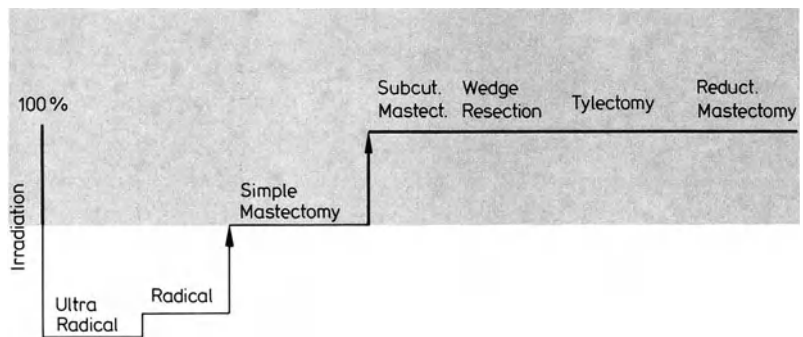 100%
Subcut.
Mastect.
Wedge
Resection
Tylectomy
Reduct.
Mastectomy
Simple
Mastectomy
Irradiation
Radical
Ultra
Radical